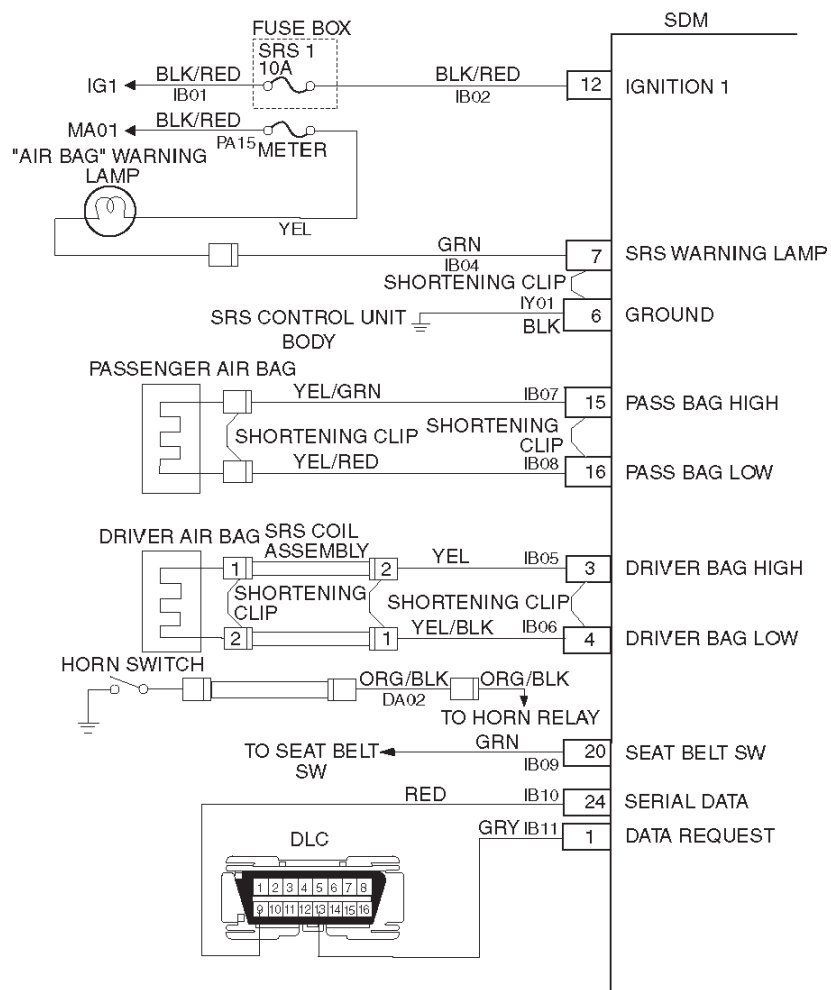 SDM
FUSE BOX
SRS 1
10A
IG1
BLK/RED
IB01
BLK/RED
IB02
12
IGNITION 1
MA01
BLK/RED
PA15
METER
"AIR BAG" WARNING
LAMP
YEL
GRN
IB04
7
SRS WARNING LAMP
SHORTENING CLIP
SRS CONTROL UNIT
BODY
IY01
BLK
6
GROUND
PASSENGER AIR BAG
YEL/GRN
IB07
15
PASS BAG HIGH
SHORTENING CLIP
SHORTENING
CLIP
YEL/RED
IB08
16
PASS BAG LOW
DRIVER AIR BAG
SRS COIL
ASSEMBLY
1
2
YEL
IB05
3
DRIVER BAG HIGH
SHORTENING
CLIP
SHORTENING CLIP
2
1
YEL/BLK
IB06
4
DRIVER BAG LOW
HORN SWITCH
ORG/BLK
DA02
ORG/BLK
TO HORN RELAY
TO SEAT BELT
SW
GRN
IB09
20
SEAT BELT SW
RED
IB10
24
SERIAL DATA
GRY
IB11
1
DATA REQUEST
DLC
1 2 3 4 5 6 7 8
9 10 11 12 13 14 15 16